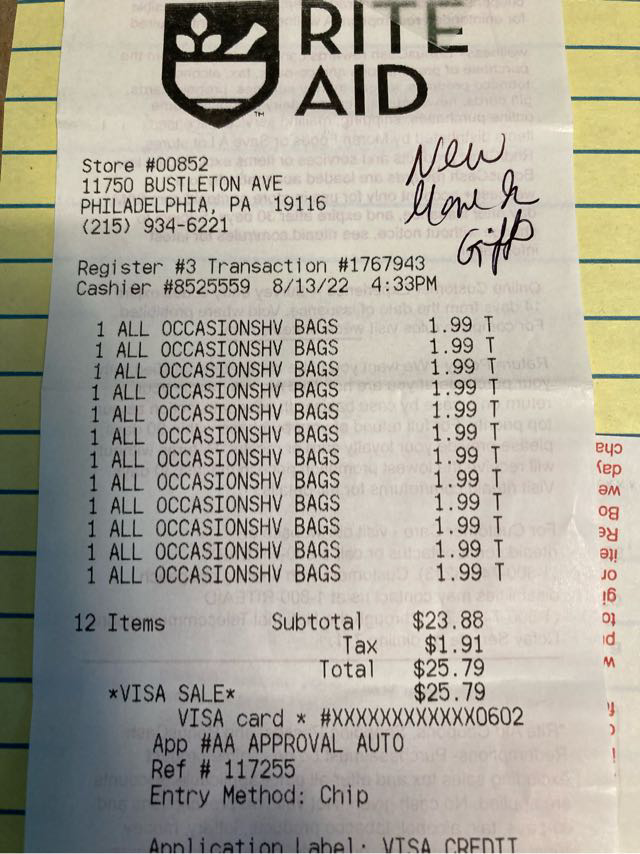 RITE
AID
™
Store #00852
11750 BUSTLETON AVE
PHILADELPHIA, PA 19116
(215) 934-6221
New
Gifts
Register #3 Transaction #1767943
Cashier #8525559 8/13/22 4:33PM
1 ALL OCCASIONSHV BAGS 1.99 T
1 ALL OCCASIONSHV BAGS 1.99 T
1 ALL OCCASIONSHV BAGS 1.99 T
1 ALL OCCASIONSHV BAGS 1.99 T
1 ALL OCCASIONSHV BAGS 1.99 T
1 ALL OCCASIONSHV BAGS 1.99 T
1 ALL OCCASIONSHV BAGS 1.99 T
1 ALL OCCASIONSHV BAGS 1.99 T
1 ALL OCCASIONSHV BAGS 1.99 T
1 ALL OCCASIONSHV BAGS 1.99 T
1 ALL OCCASIONSHV BAGS 1.99 T
1 ALL OCCASIONSHV BAGS 1.99 T
12 Items Subtotal $23.88
Tax $1.91
Total $25.79
*VISA SALE* $25.79
VISA card * #XXXXXXXXXXXX0602
App #AA APPROVAL AUTO
Ref # 117255
Entry Method: Chip
Application Label: VISA CREDIT